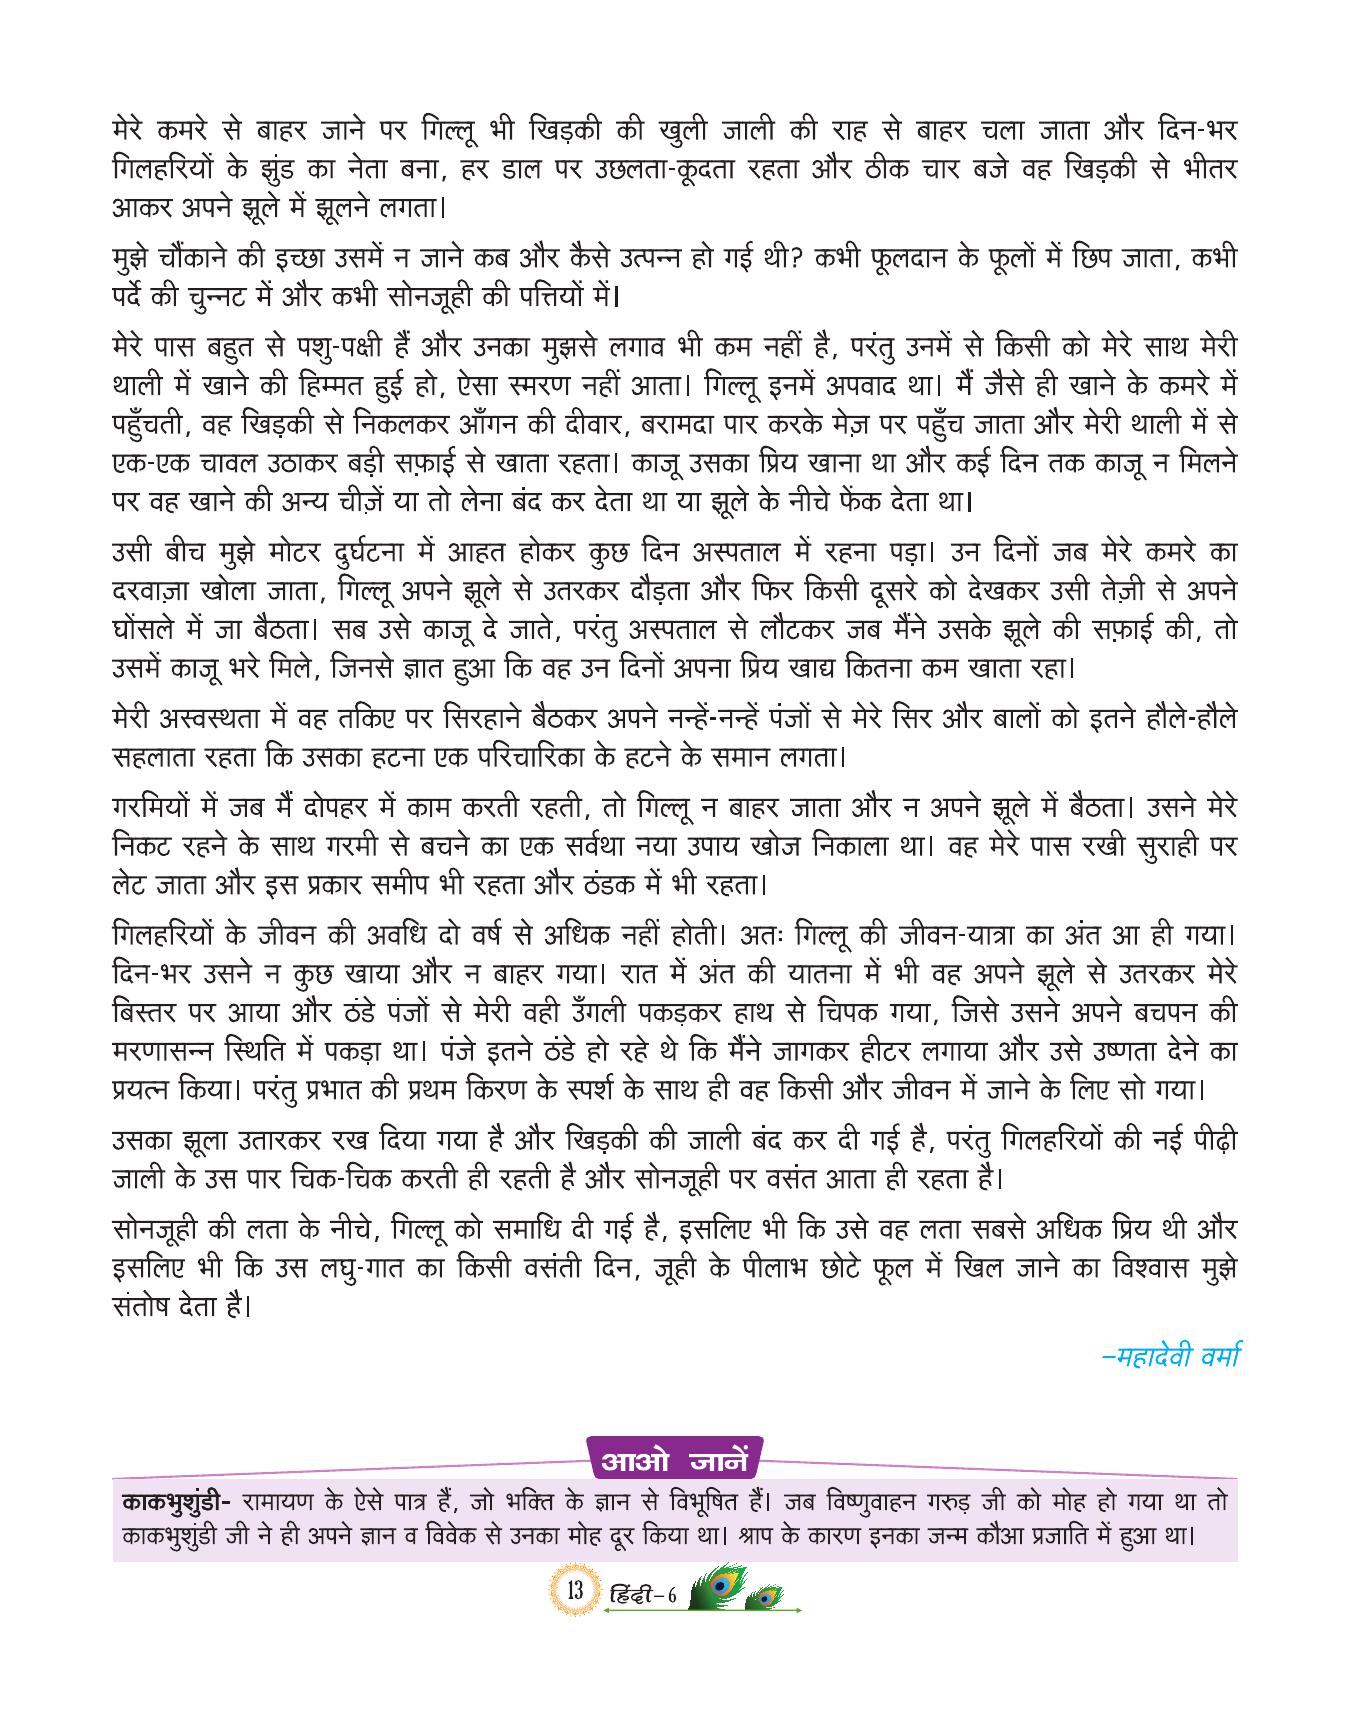 मेरे कमरे से बाहर जाने पर गिल्लू भी खिड़की की खुली जाली की राह से बाहर चला जाता और दिन-भर
गिलहरियों के झुंड का नेता बना, हर डाल पर उछलता-कूदता रहता और ठीक चार बजे वह खिड़की से भीतर
आकर अपने झूले में झूलने लगता।
मुझे चौंकाने की इच्छा उसमें न जाने कब और कैसे उत्पन्न हो गई थी? कभी फूलदान के फूलों में छिप जाता, कभी
पर्दे की चुन्नट में और कभी सोनजूही की पत्तियों में।
मेरे पास बहुत से पशु-पक्षी हैं और उनका मुझसे लगाव भी कम नहीं है, परंतु उनमें से किसी को मेरे साथ मेरी
थाली में खाने की हिम्मत हुई हो, ऐसा स्मरण नहीं आता। गिल्लू इनमें अपवाद था। मैं जैसे ही खाने के कमरे में
पहुँचती, वह खिड़की से निकलकर आँगन की दीवार, बरामदा पार करके मेज़ पर पहुँच जाता और मेरी थाली में से
एक-एक चावल उठाकर बड़ी सफ़ाई से खाता रहता। काजू उसका प्रिय खाना था और कई दिन तक काजू न मिलने
पर वह खाने की अन्य चीज़ें या तो लेना बंद कर देता था या झूले के नीचे फेंक देता था।
उसी बीच मुझे मोटर दुर्घटना में आहत होकर कुछ दिन अस्पताल में रहना पड़ा। उन दिनों जब मेरे कमरे का
दरवाज़ा खोला जाता, गिल्लू अपने झूले से उतरकर दौड़ता और फिर किसी दूसरे को देखकर उसी तेज़ी से अपने
घोंसले में जा बैठता। सब उसे काजू दे जाते, परंतु अस्पताल से लौटकर जब मैंने उसके झूले की सफ़ाई की, तो
उसमें काजू भरे मिले, जिनसे ज्ञात हुआ कि वह उन दिनों अपना प्रिय खाद्य कितना कम खाता रहा।
मेरी अस्वस्थता में वह तकिए पर सिरहाने बैठकर अपने नन्हें-नन्हें पंजों से मेरे सिर और बालों को इतने हौले-हौले
सहलाता रहता कि उसका हटना एक परिचारिका के हटने के समान लगता।
गरमियों में जब मैं दोपहर में काम करती रहती, तो गिल्लू न बाहर जाता और न अपने झूले में बैठता। उसने मेरे
निकट रहने के साथ गरमी से बचने का एक सर्वथा नया उपाय खोज निकाला था। वह मेरे पास रखी सुराही पर
लेट जाता और इस प्रकार समीप भी रहता और ठंडक में भी रहता।
गिलहरियों के जीवन की अवधि दो वर्ष से अधिक नहीं होती। अतः गिल्लू की जीवन-यात्रा का अंत आ ही गया।
दिन-भर उसने न कुछ खाया और न बाहर गया। रात में अंत की यातना में भी वह अपने झूले से उतरकर मेरे
बिस्तर पर आया और ठंडे पंजों से मेरी वही उँगली पकड़कर हाथ से चिपक गया, जिसे उसने अपने बचपन की
मरणासन्न स्थिति में पकड़ा था। पंजे इतने ठंडे हो रहे थे कि मैंने जागकर हीटर लगाया और उसे उष्णता देने का
प्रयत्न किया। परंतु प्रभात की प्रथम किरण के स्पर्श के साथ ही वह किसी और जीवन में जाने के लिए सो गया।
उसका झूला उतारकर रख दिया गया है और खिड़की की जाली बंद कर दी गई है, परंतु गिलहरियों की नई पीढ़ी
जाली के उस पार चिक-चिक करती ही रहती है और सोनजूही पर वसंत आता ही रहता है।
सोनजूही की लता के नीचे, गिल्लू को समाधि दी गई है, इसलिए भी कि उसे वह लता सबसे अधिक प्रिय थी और
इसलिए भी कि उस लघु-गात का किसी वसंती दिन, जूही के पीलाभ छोटे फूल में खिल जाने का विश्वास मुझे
संतोष देता है।
–महादेवी वर्मा
आओ जानें
काकभुशुंडी- रामायण के ऐसे पात्र हैं, जो भक्ति के ज्ञान से विभूषित हैं। जब विष्णुवाहन गरुड़ जी को मोह हो गया था तो
काकभुशुंडी जी ने ही अपने ज्ञान व विवेक से उनका मोह दूर किया था। श्राप के कारण इनका जन्म कौआ प्रजाति में हुआ था।
13 हिंदी–6